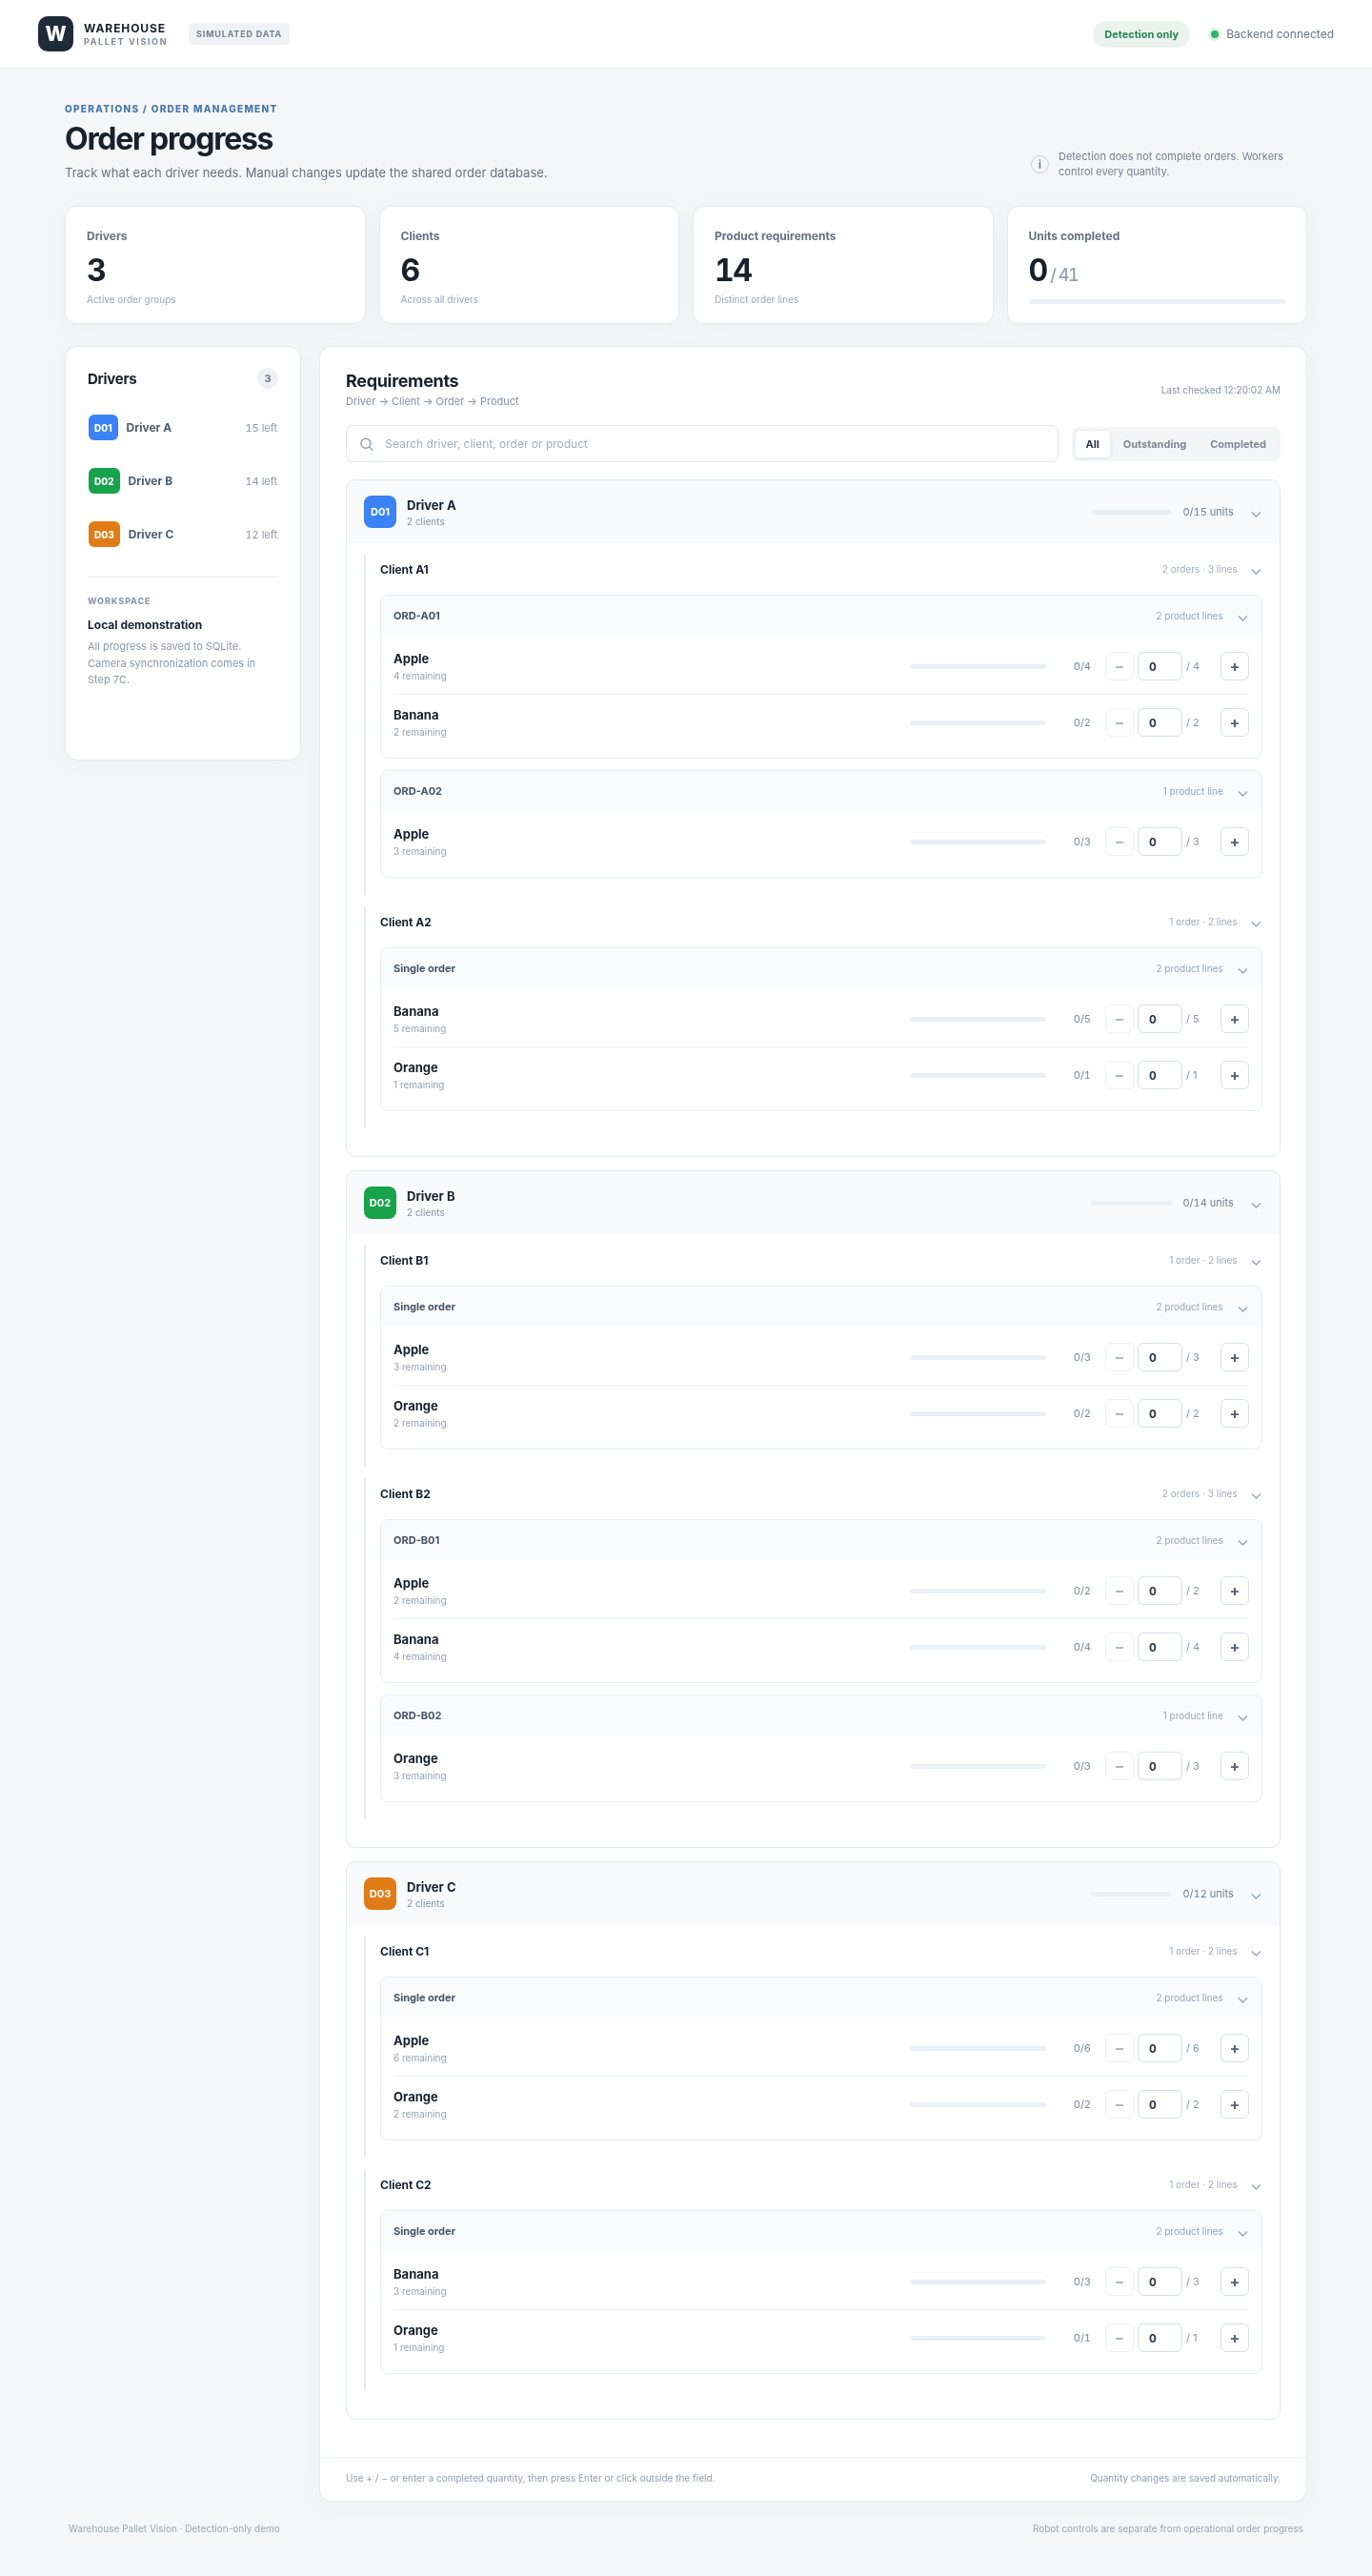 W
WAREHOUSE
PALLET VISION
SIMULATED DATA
Detection only
Backend connected
OPERATIONS / ORDER MANAGEMENT
Order progress
Track what each driver needs. Manual changes update the shared order database.
i
Detection does not complete orders. Workers
control every quantity.
Drivers
3
Active order groups
Clients
6
Across all drivers
Product requirements
14
Distinct order lines
Units completed
0 / 41
Drivers
3
D01 Driver A 15 left
D02 Driver B 14 left
D03 Driver C 12 left
WORKSPACE
Local demonstration
All progress is saved to SQLite.
Camera synchronization comes in
Step 7C.
Requirements
Driver → Client → Order → Product
Last checked 12:20:02 AM
Search driver, client, order or product
All Outstanding Completed
D01 Driver A
2 clients
0/15 units
Client A1 2 orders · 3 lines
ORD-A01 2 product lines
Apple
4 remaining
0/4 − 0 / 4 +
Banana
2 remaining
0/2 − 0 / 2 +
ORD-A02 1 product line
Apple
3 remaining
0/3 − 0 / 3 +
Client A2 1 order · 2 lines
Single order 2 product lines
Banana
5 remaining
0/5 − 0 / 5 +
Orange
1 remaining
0/1 − 0 / 1 +
D02 Driver B
2 clients
0/14 units
Client B1 1 order · 2 lines
Single order 2 product lines
Apple
3 remaining
0/3 − 0 / 3 +
Orange
2 remaining
0/2 − 0 / 2 +
Client B2 2 orders · 3 lines
ORD-B01 2 product lines
Apple
2 remaining
0/2 − 0 / 2 +
Banana
4 remaining
0/4 − 0 / 4 +
ORD-B02 1 product line
Orange
3 remaining
0/3 − 0 / 3 +
D03 Driver C
2 clients
0/12 units
Client C1 1 order · 2 lines
Single order 2 product lines
Apple
6 remaining
0/6 − 0 / 6 +
Orange
2 remaining
0/2 − 0 / 2 +
Client C2 1 order · 2 lines
Single order 2 product lines
Banana
3 remaining
0/3 − 0 / 3 +
Orange
1 remaining
0/1 − 0 / 1 +
Use + / − or enter a completed quantity, then press Enter or click outside the field.
Quantity changes are saved automatically.
Warehouse Pallet Vision · Detection-only demo
Robot controls are separate from operational order progress